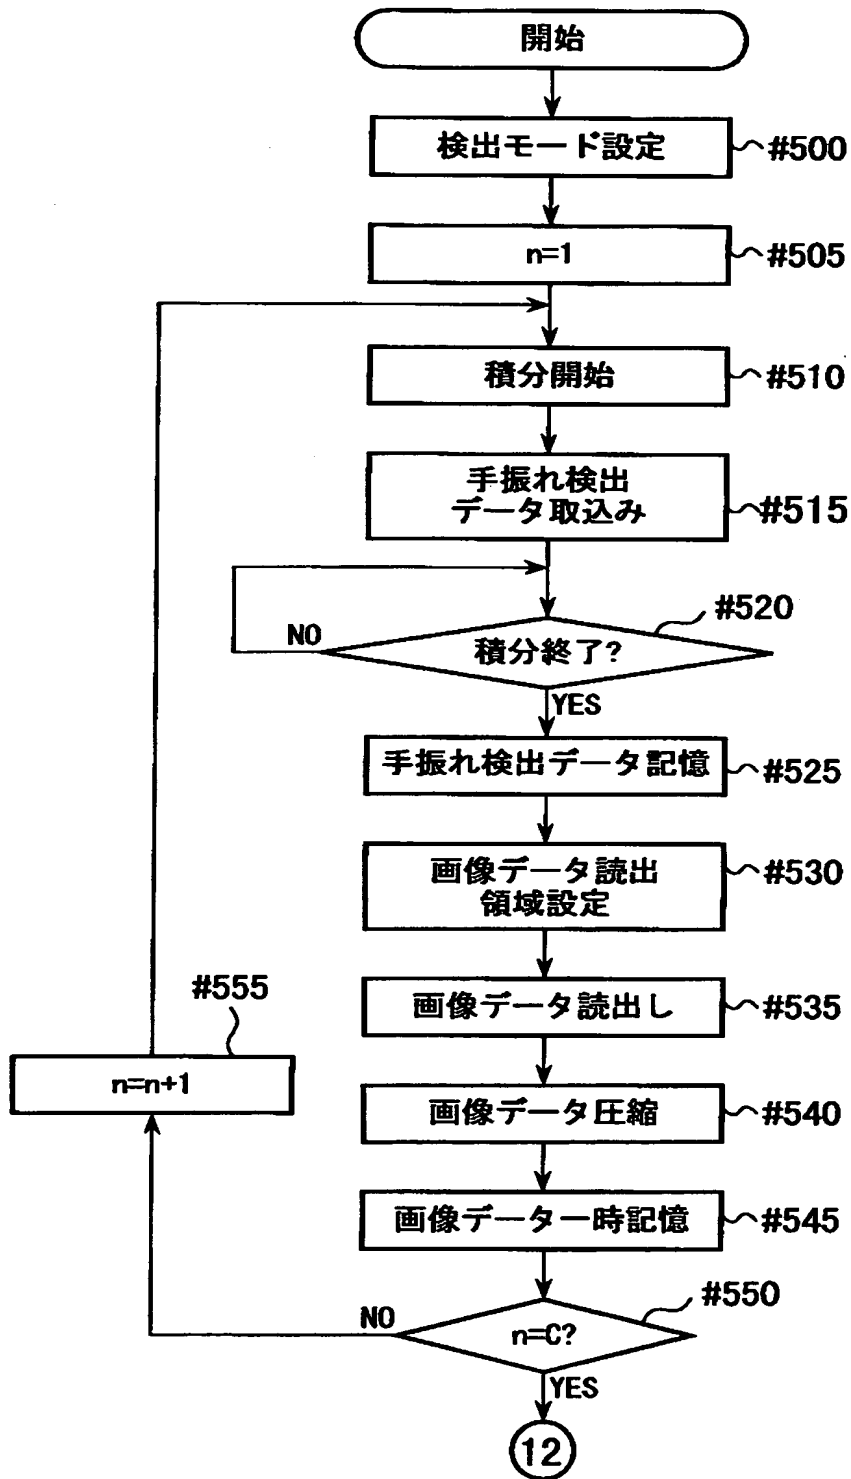 開始
検出モード設定
#500
n=1
#505
積分開始
#510
手振れ検出
データ取込み
#515
#520
NO
積分終了?
YES
手振れ検出データ記憶
#525
画像データ読出
領域設定
#530
#555
画像データ読出し
#535
n=n+1
画像データ圧縮
#540
画像データ一時記憶
#545
#550
NO
n=C?
YES
12